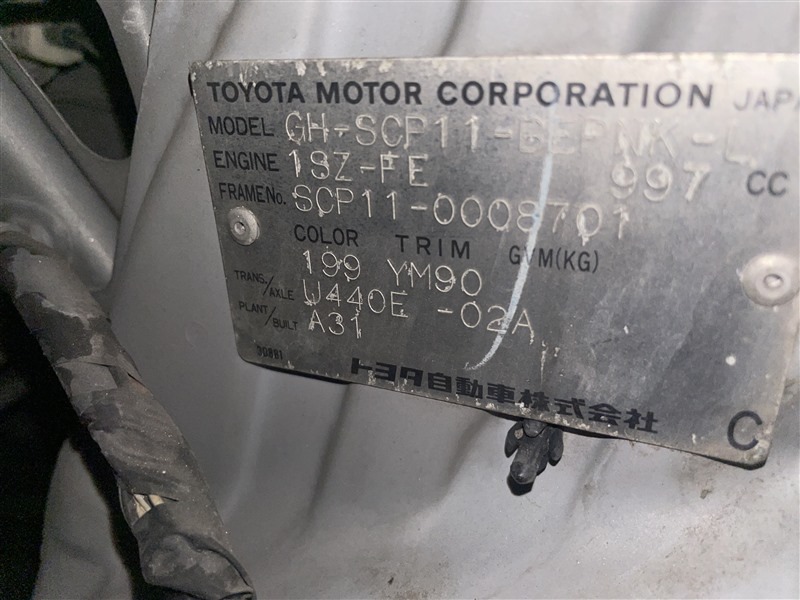 TOYOTA MOTOR CORPORATION JAPA
MODEL GH-SCP11-BEPNK-L
ENGINE 1SZ-FE 997 CC
FRAME No. SCP11-0008701
COLOR TRIM GVM(KG)
199 YM90
TRANS./AXLE U440E -02A
PLANT/BUILT A31
トヨタ自動車株式会社
C